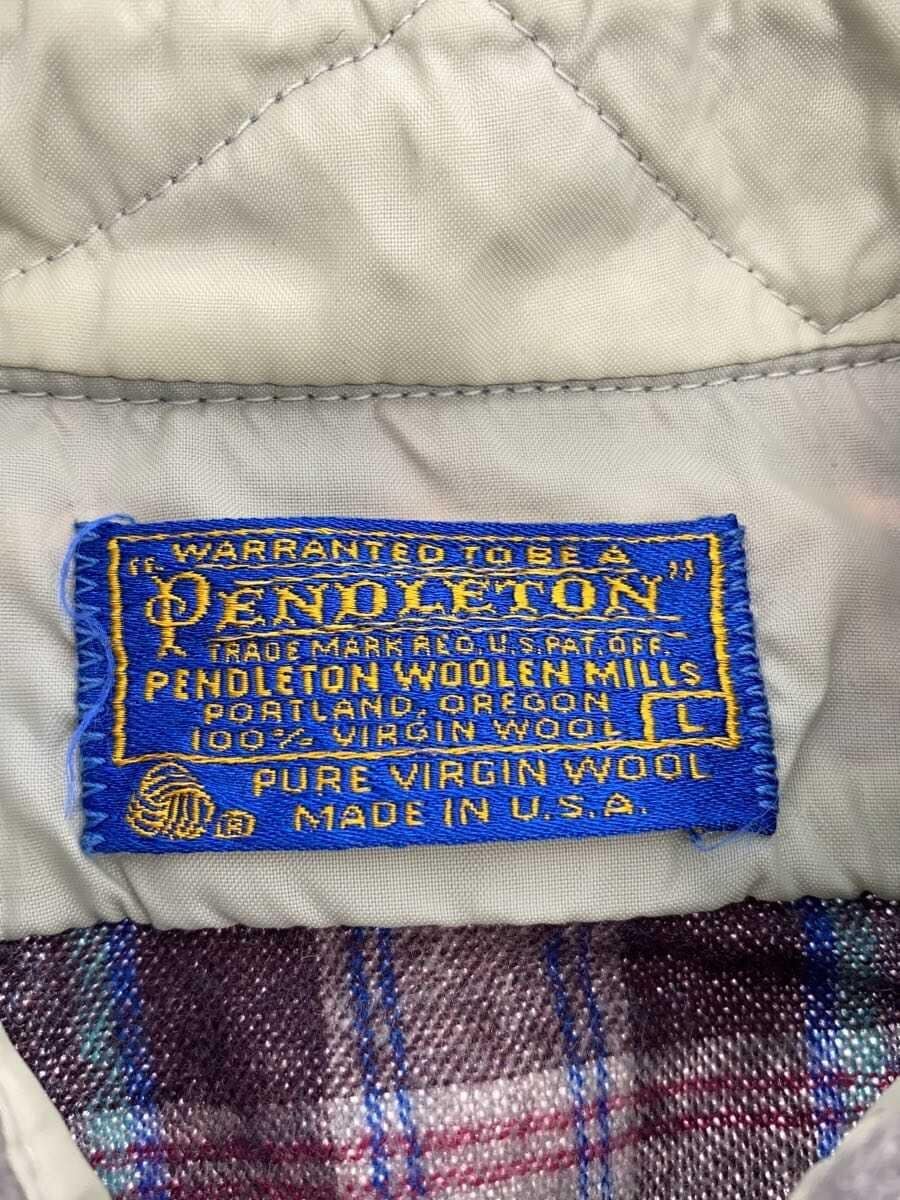 "WARRANTED TO BE A
PENDLETON"
TRADE MARK REG. U.S. PAT. OFF.
PENDLETON WOOLEN MILLS
PORTLAND, OREGON
100% VIRGIN WOOL L
PURE VIRGIN WOOL
® MADE IN U.S.A.